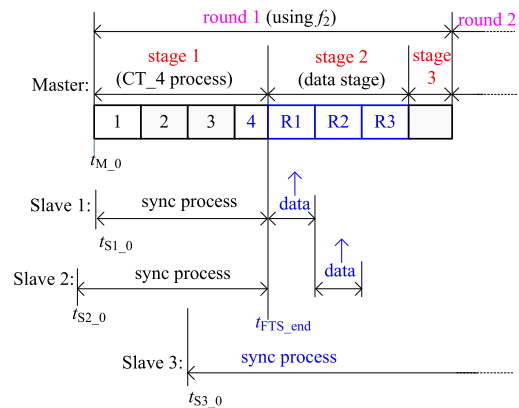 round 1 (using f2) round 2
stage 1 stage 2 stage
(CT_4 process) (data stage) 3
Master:
1 2 3 4 R1 R2 R3
tM_0
Slave 1: sync process data
tS1_0
Slave 2: sync process data
tS2_0 tFTS_end
Slave 3: sync process
tS3_0